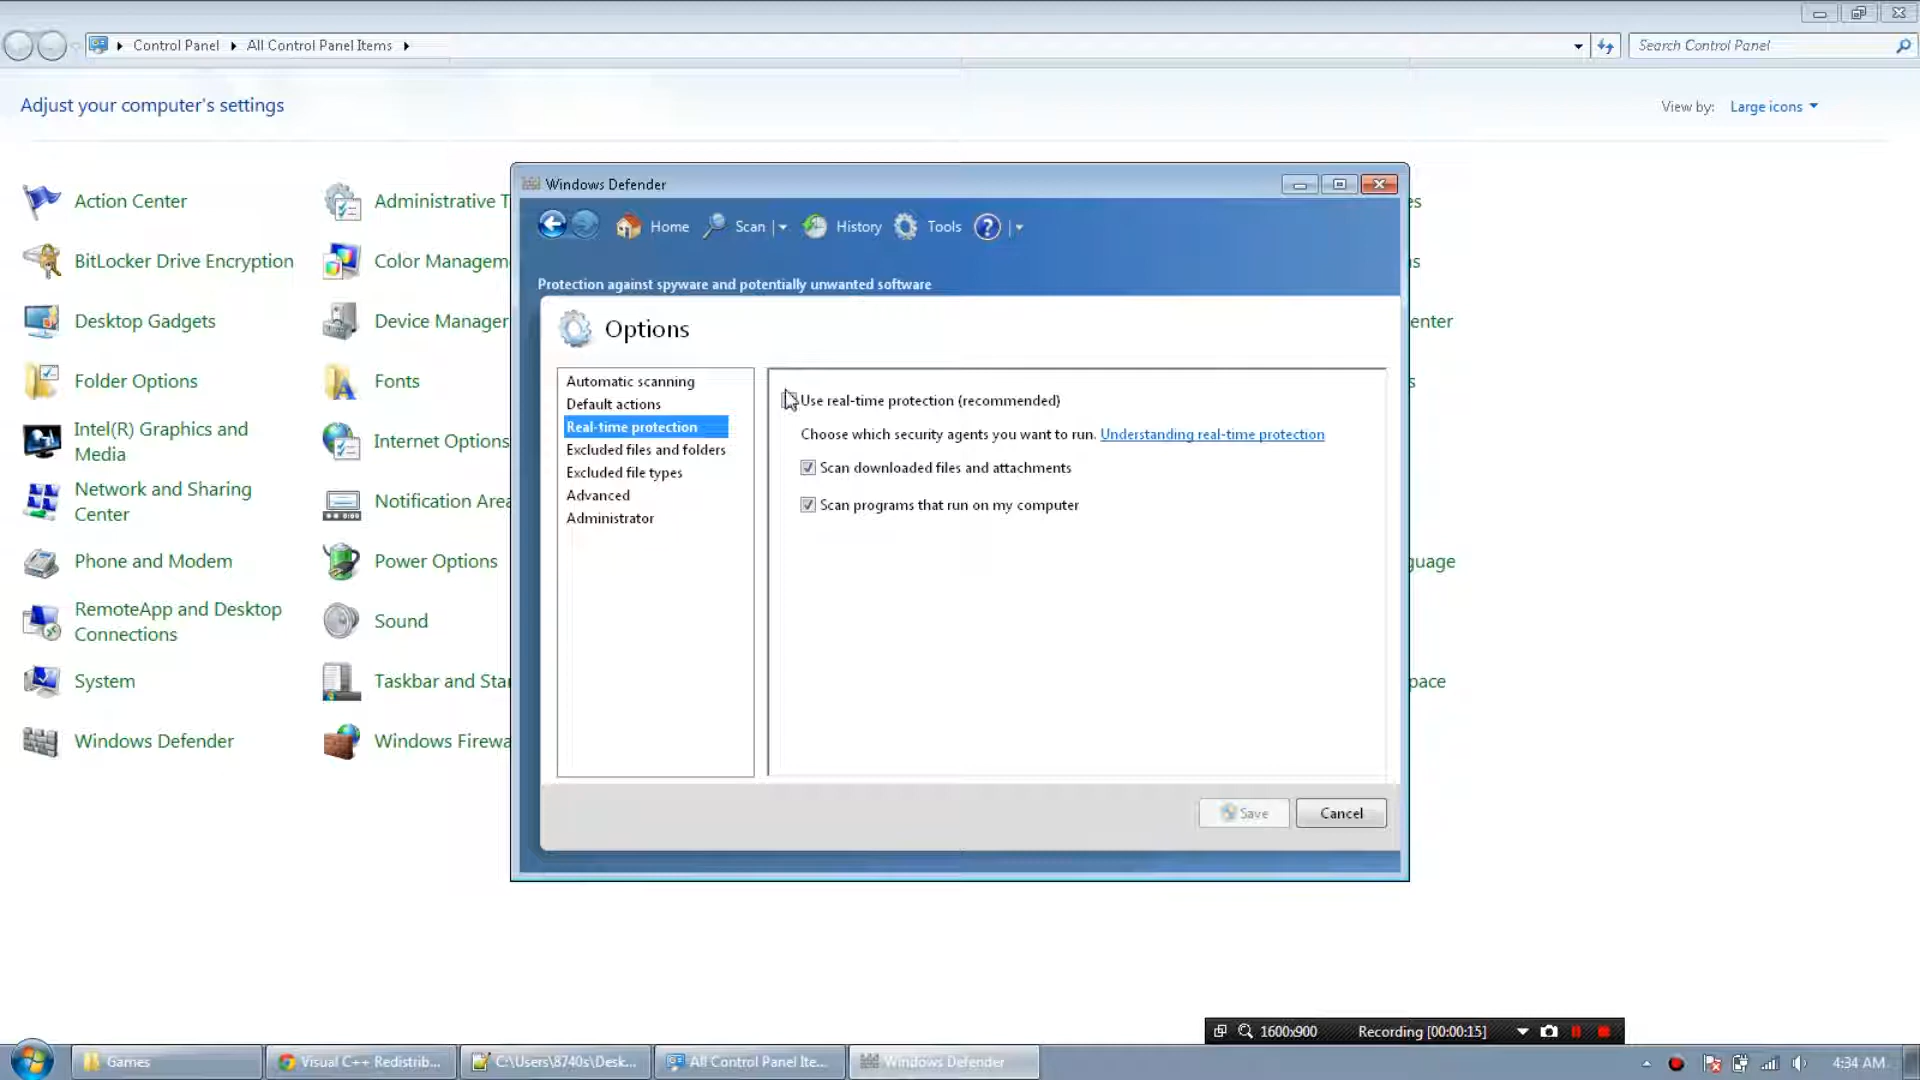 Control Panel ▸ All Control Panel Items ▸
Search Control Panel
Adjust your computer's settings
View by: Large icons
Action Center
Administrative T
BitLocker Drive Encryption
Color Managem
Desktop Gadgets
Device Manager
enter
Folder Options
Fonts
Intel(R) Graphics and
Media
Internet Options
Network and Sharing
Center
Notification Area
Phone and Modem
Power Options
guage
RemoteApp and Desktop
Connections
Sound
System
Taskbar and Star
pace
Windows Defender
Windows Firewa
Windows Defender
Home Scan History Tools
Protection against spyware and potentially unwanted software
Options
Automatic scanning
Default actions
Real-time protection
Excluded files and folders
Excluded file types
Advanced
Administrator
Use real-time protection (recommended)
Choose which security agents you want to run. Understanding real-time protection
Scan downloaded files and attachments
Scan programs that run on my computer
Save Cancel
1600x900 Recording [00:00:15]
Games
Visual C++ Redistrib...
C:\Users\8740s\Desk...
All Control Panel Ite...
Windows Defender
4:34 AM